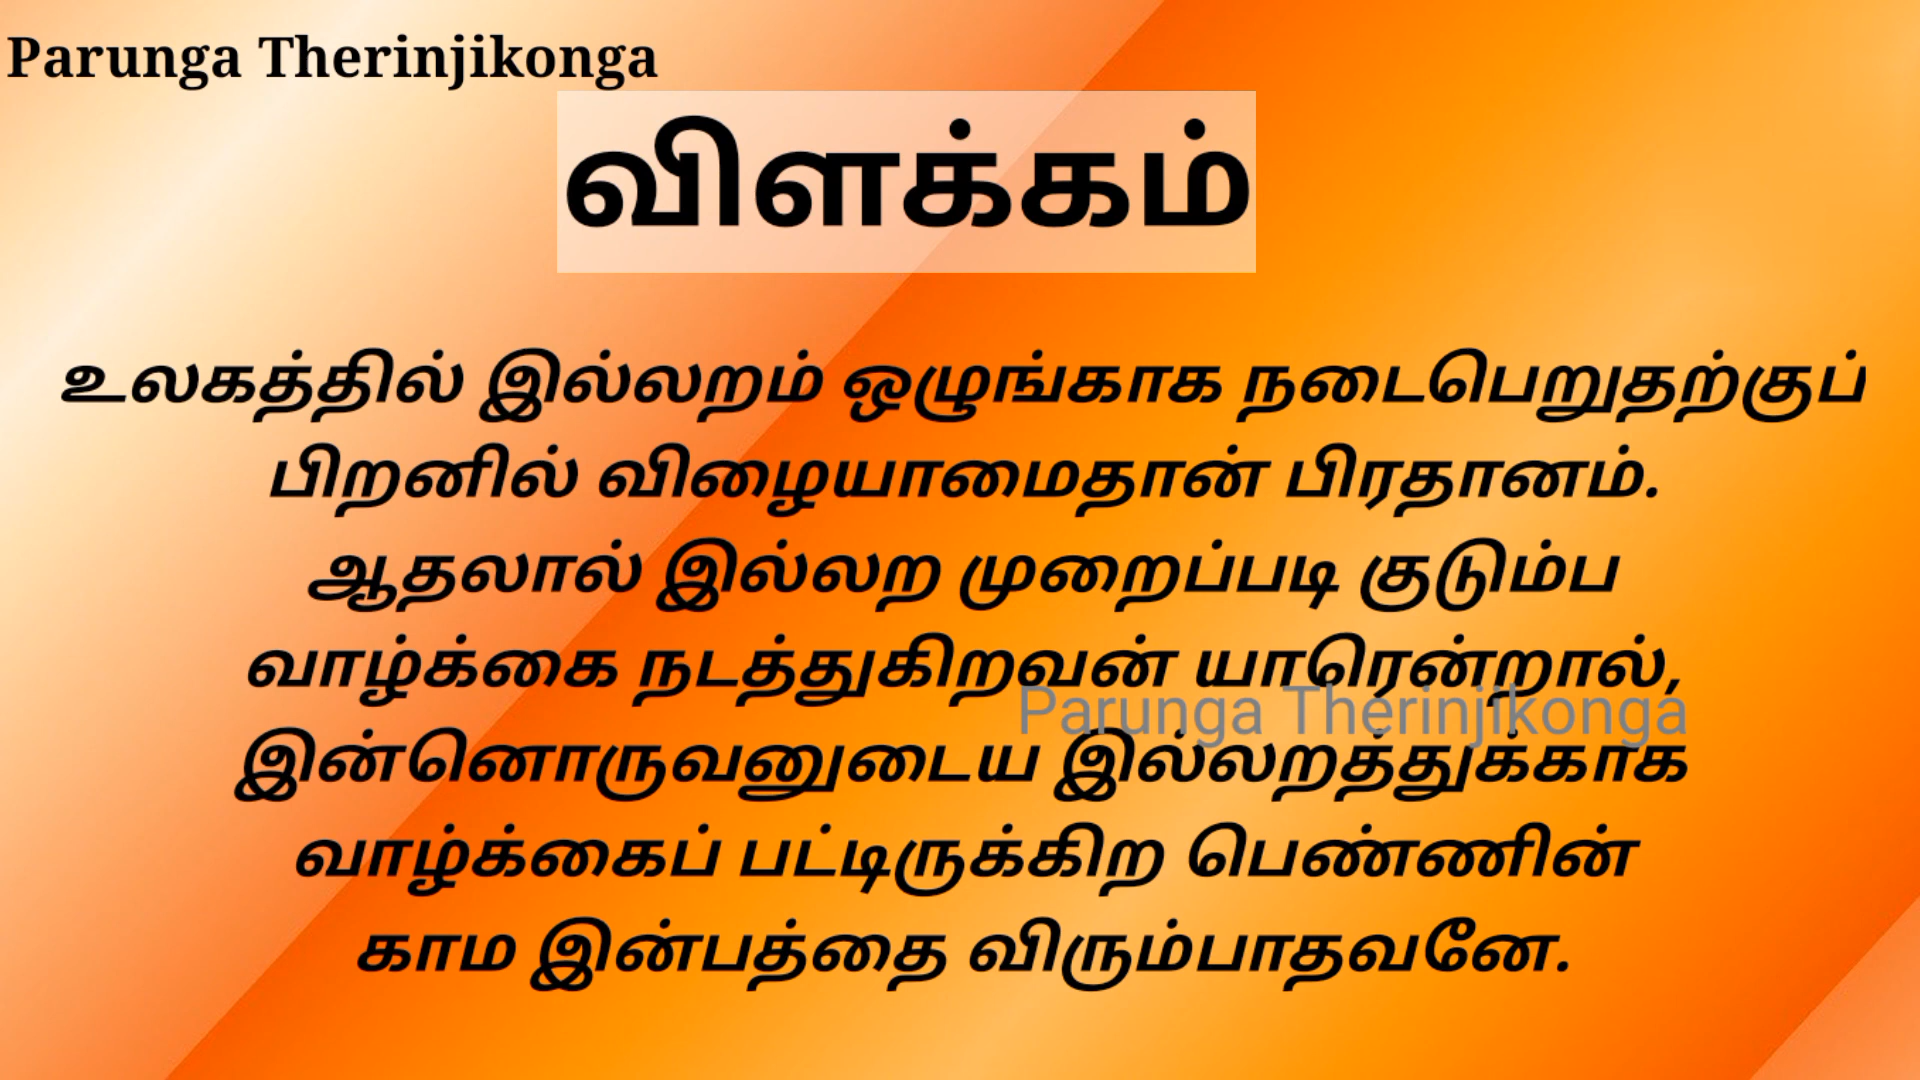 Parunga Therinjikonga
விளக்கம்
உலகத்தில் இல்லறம் ஒழுங்காக நடைபெறுதற்குப்
பிறனில் விழையாமைதான் பிரதானம்.
ஆதலால் இல்லற முறைப்படி குடும்ப
வாழ்க்கை நடத்துகிறவன் யாரென்றால்,
Parunga Therinjikonga
இன்னொருவனுடைய இல்லறத்துக்காக
வாழ்க்கைப் பட்டிருக்கிற பெண்ணின்
காம இன்பத்தை விரும்பாதவனே.